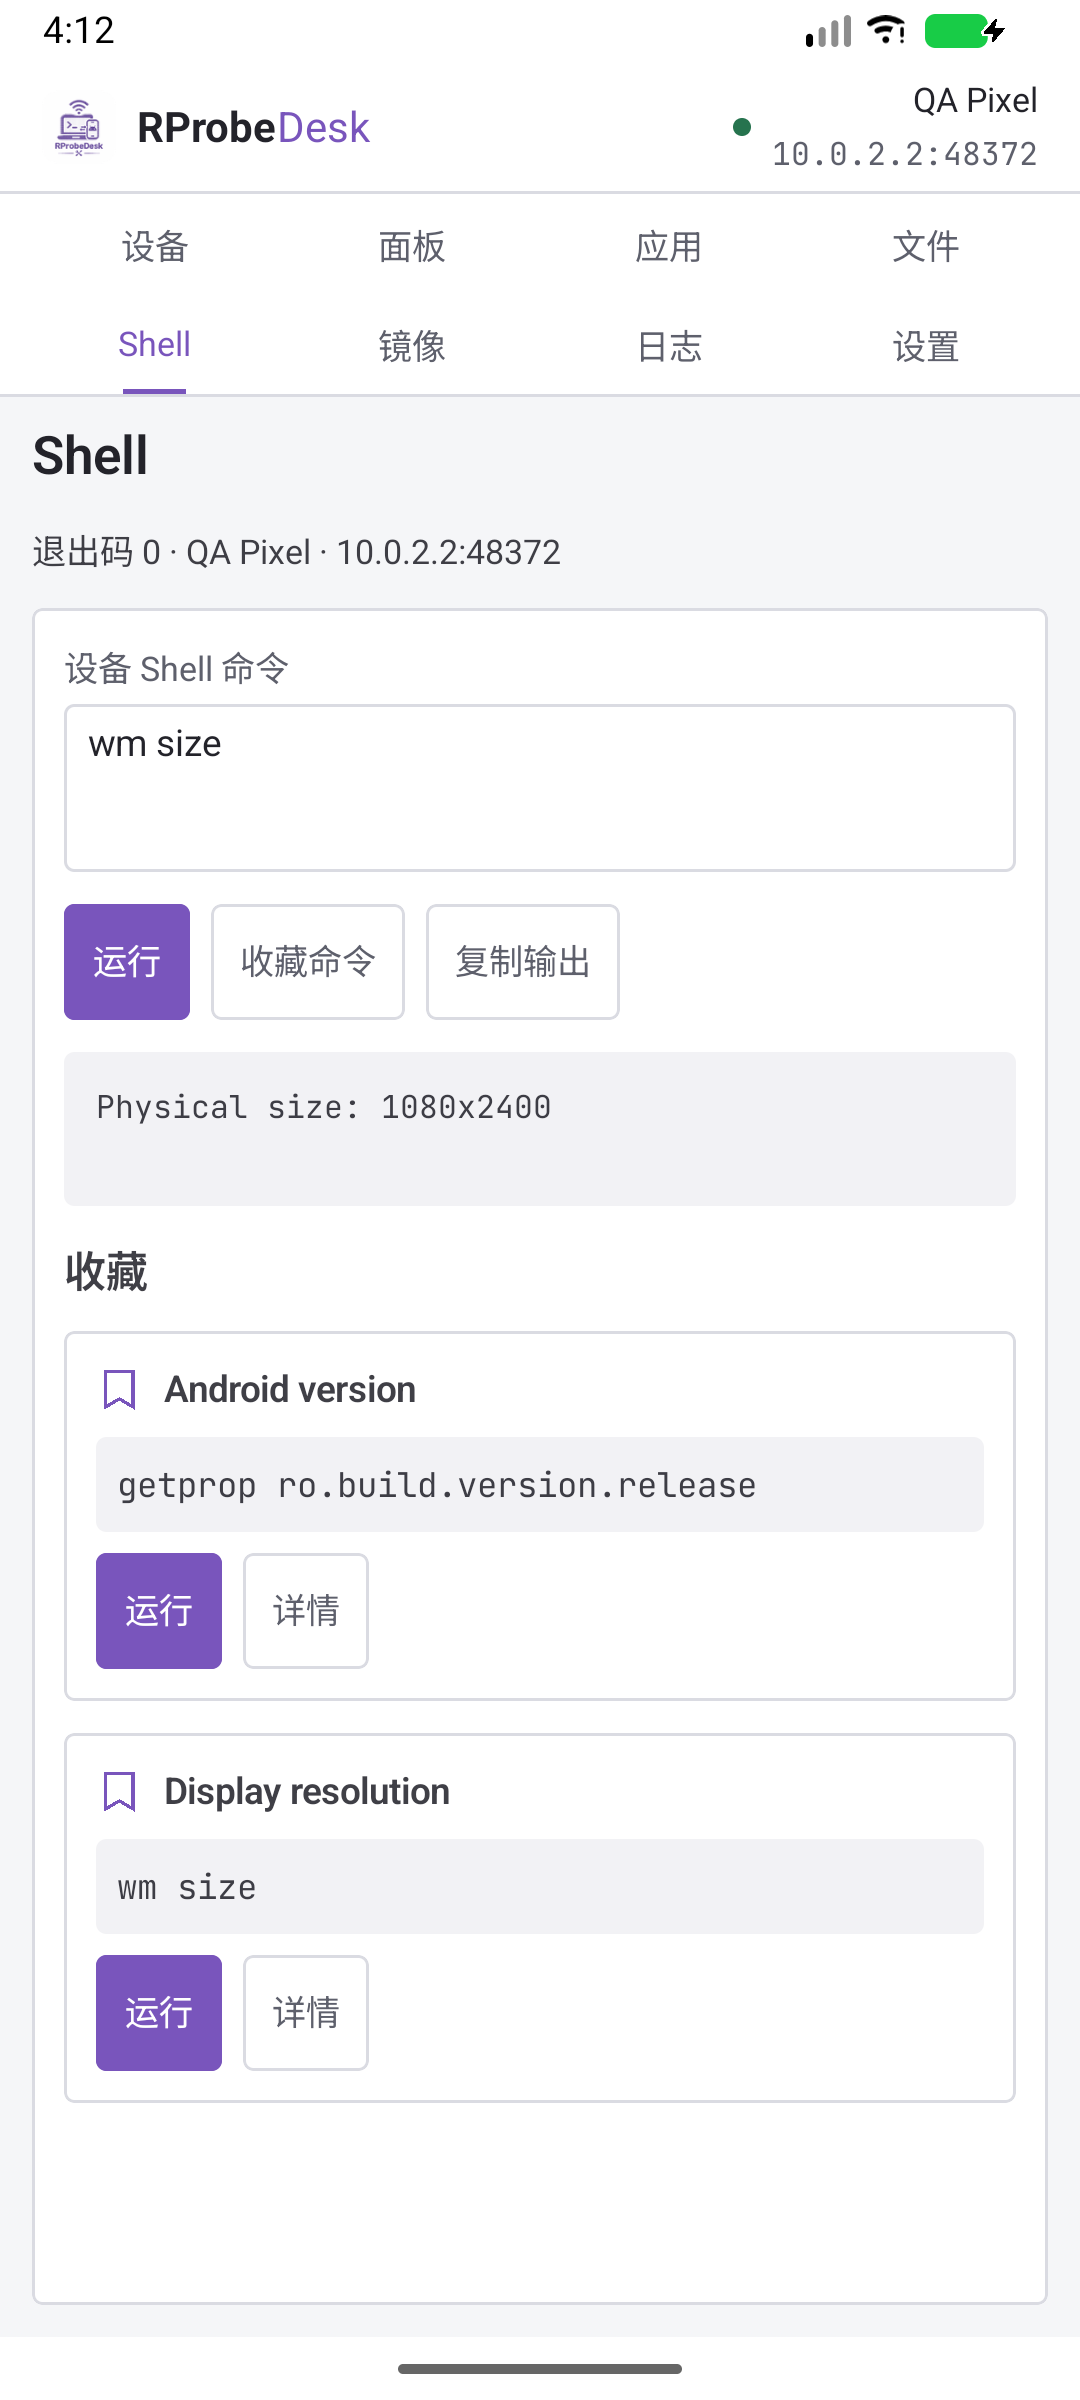 4:12
RProbeDesk
RProbeDesk
QA Pixel
10.0.2.2:48372
设备
面板
应用
文件
Shell
镜像
日志
设置
Shell
退出码 0 · QA Pixel · 10.0.2.2:48372
设备 Shell 命令
wm size
运行
收藏命令
复制输出
Physical size: 1080x2400
收藏
Android version
getprop ro.build.version.release
运行
详情
Display resolution
wm size
运行
详情